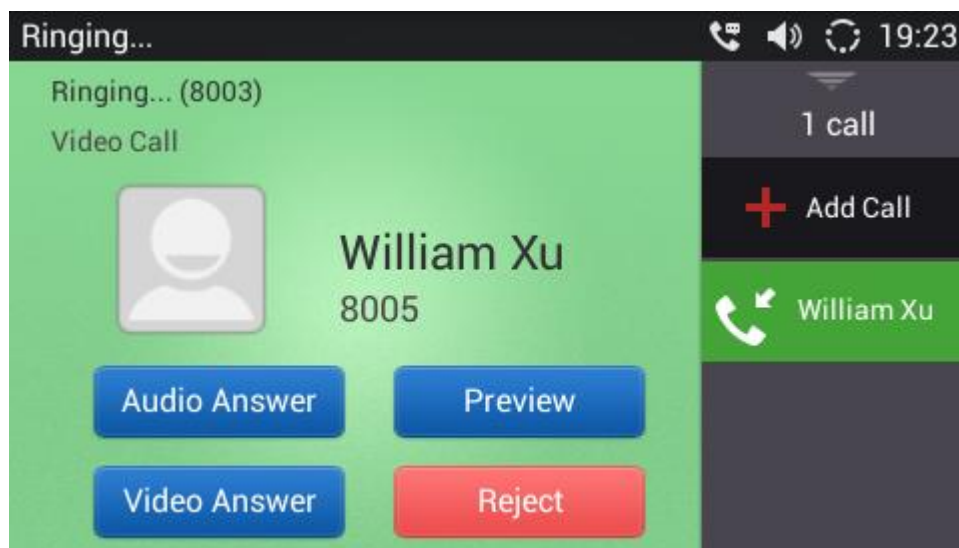 Ringing...
19:23
Ringing... (8003)
Video Call
William Xu
8005
Audio Answer
Preview
Video Answer
Reject
1 call
Add Call
William Xu